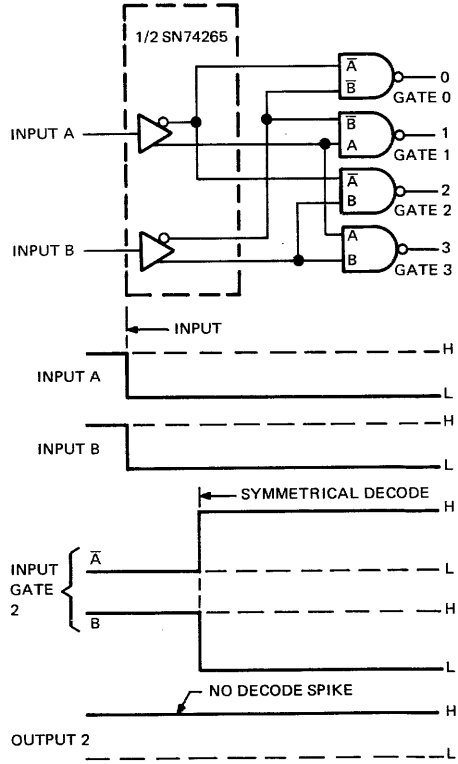 1/2 SN74265
A̅
B̅
0
GATE 0
INPUT A
B̅
A
1
GATE 1
A̅
B
2
GATE 2
INPUT B
A
B
3
GATE 3
INPUT
H
INPUT A
L
H
INPUT B
L
SYMMETRICAL DECODE
H
A̅
INPUT
GATE
2
L
H
B
L
NO DECODE SPIKE
H
OUTPUT 2
L